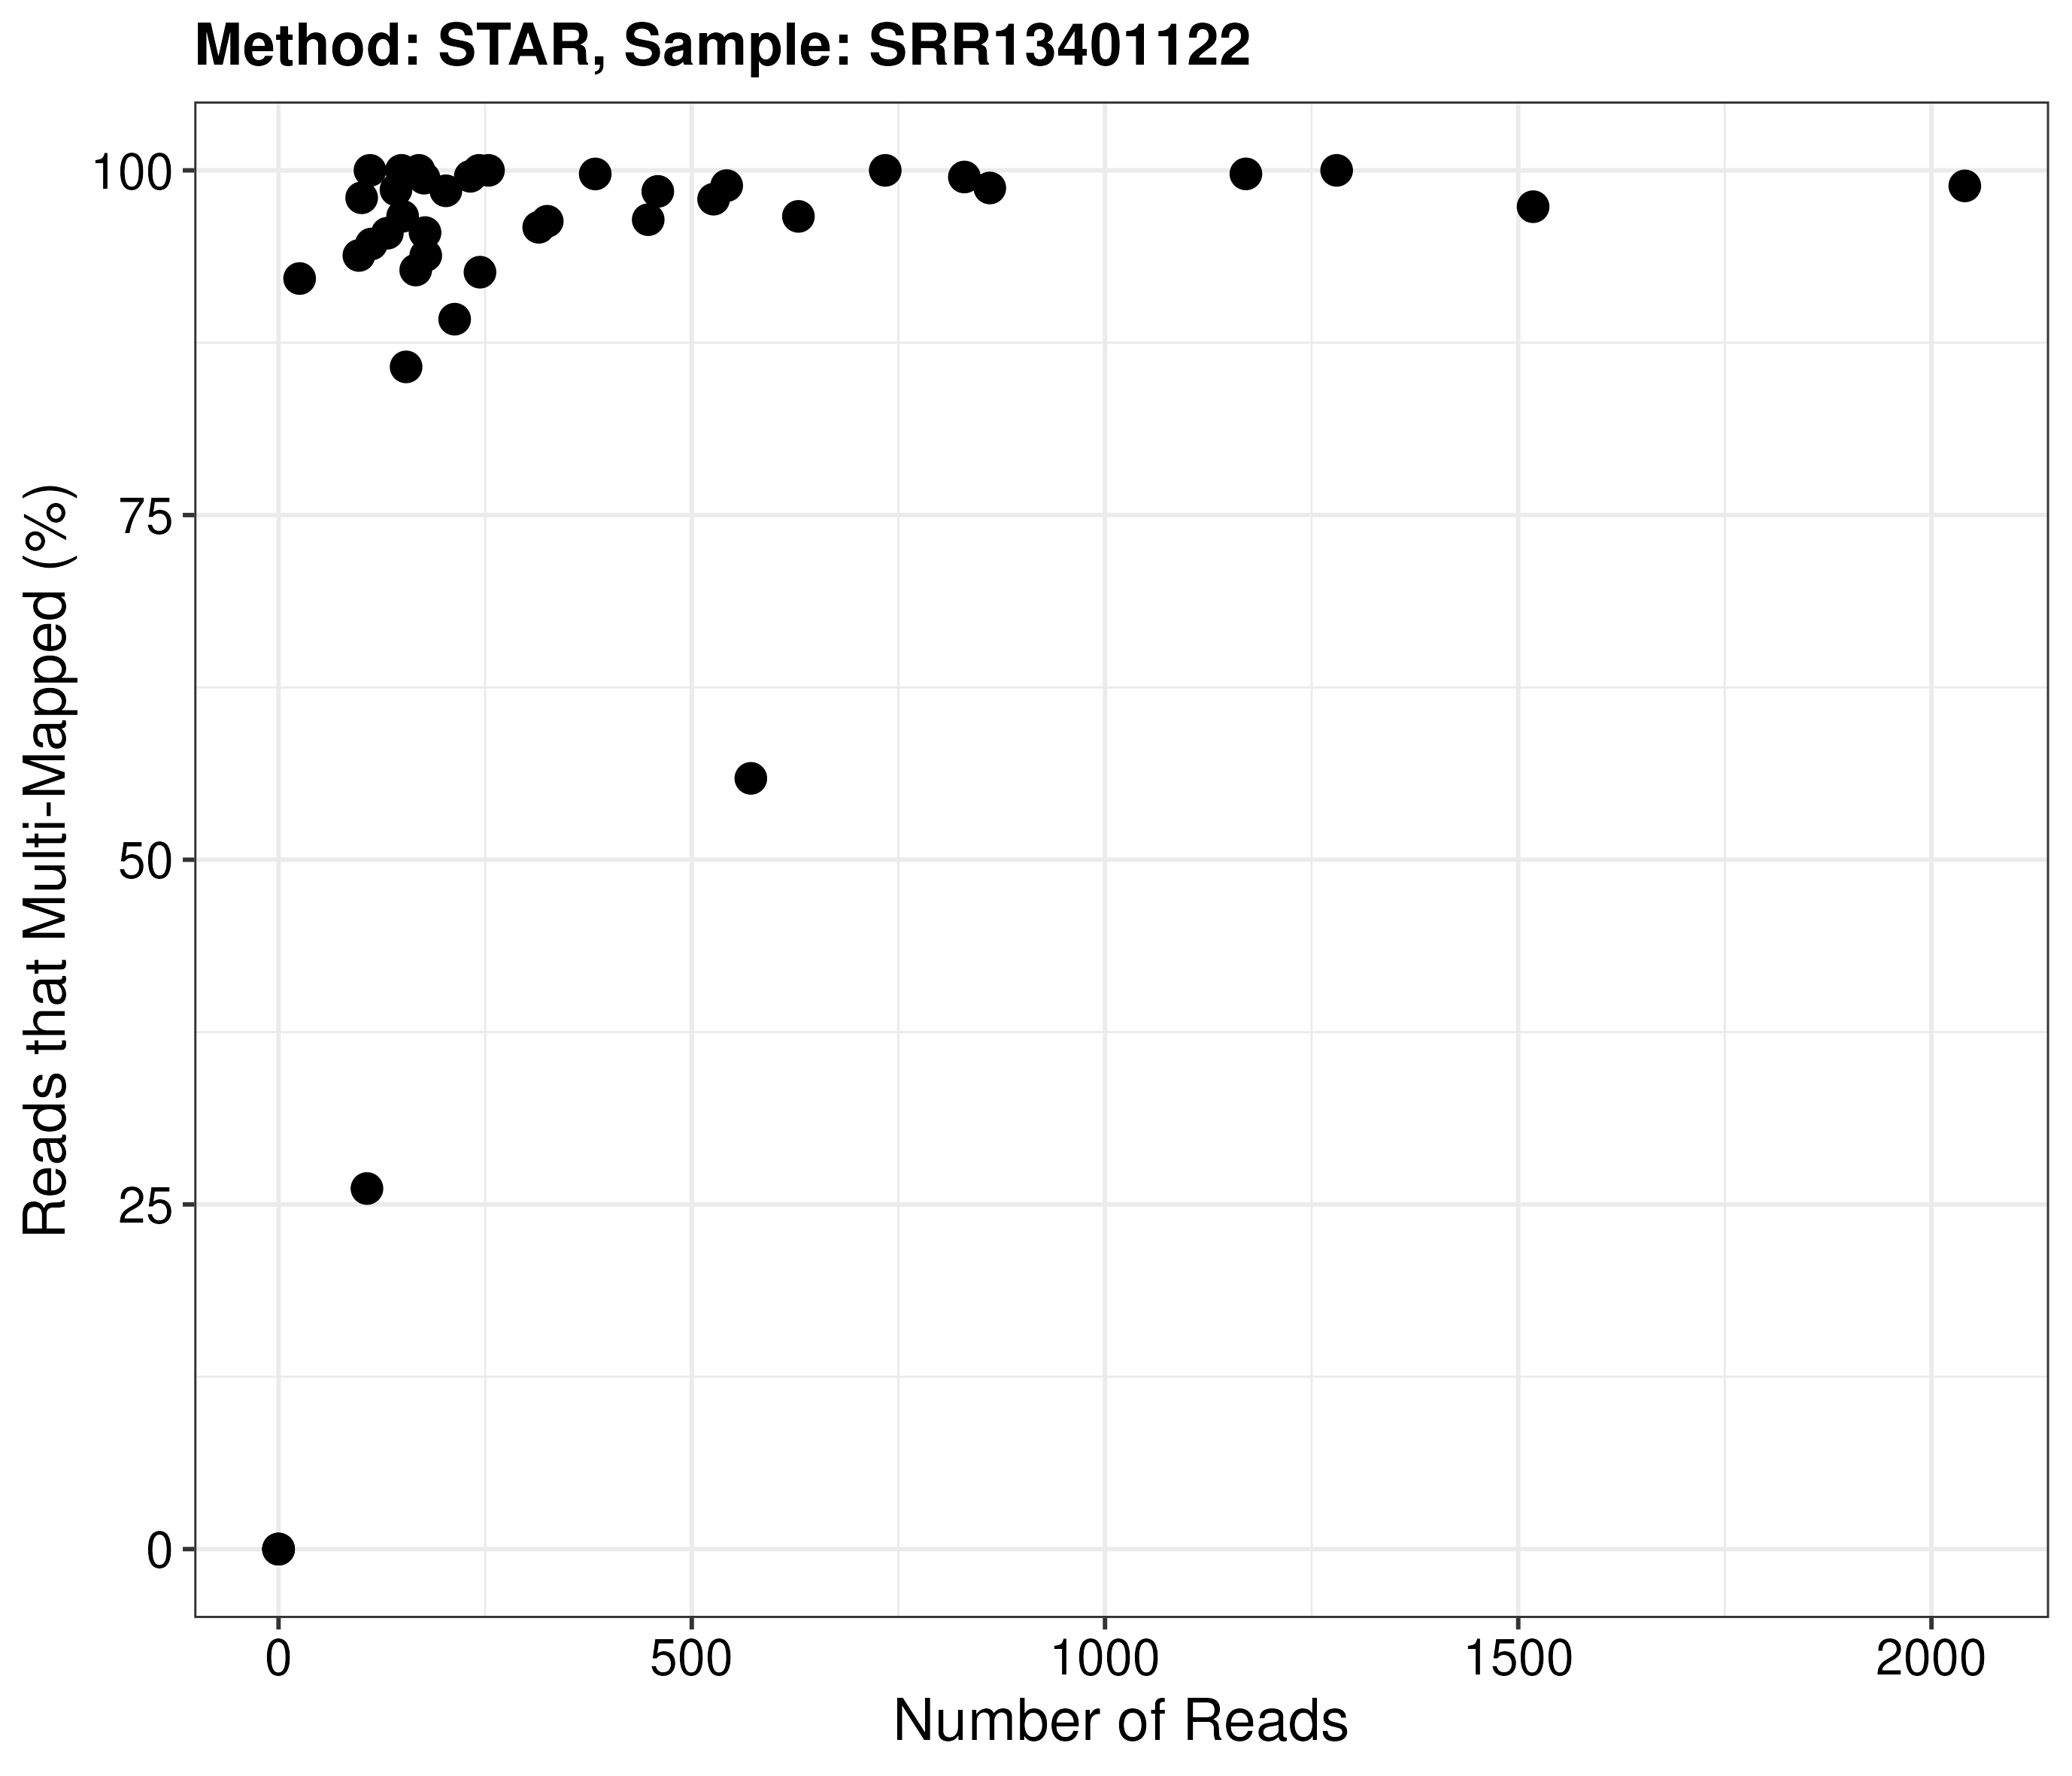 Method: STAR, Sample: SRR13401122
Reads that Multi-Mapped (%)
100
75
50
25
0
0 500 1000 1500 2000
Number of Reads